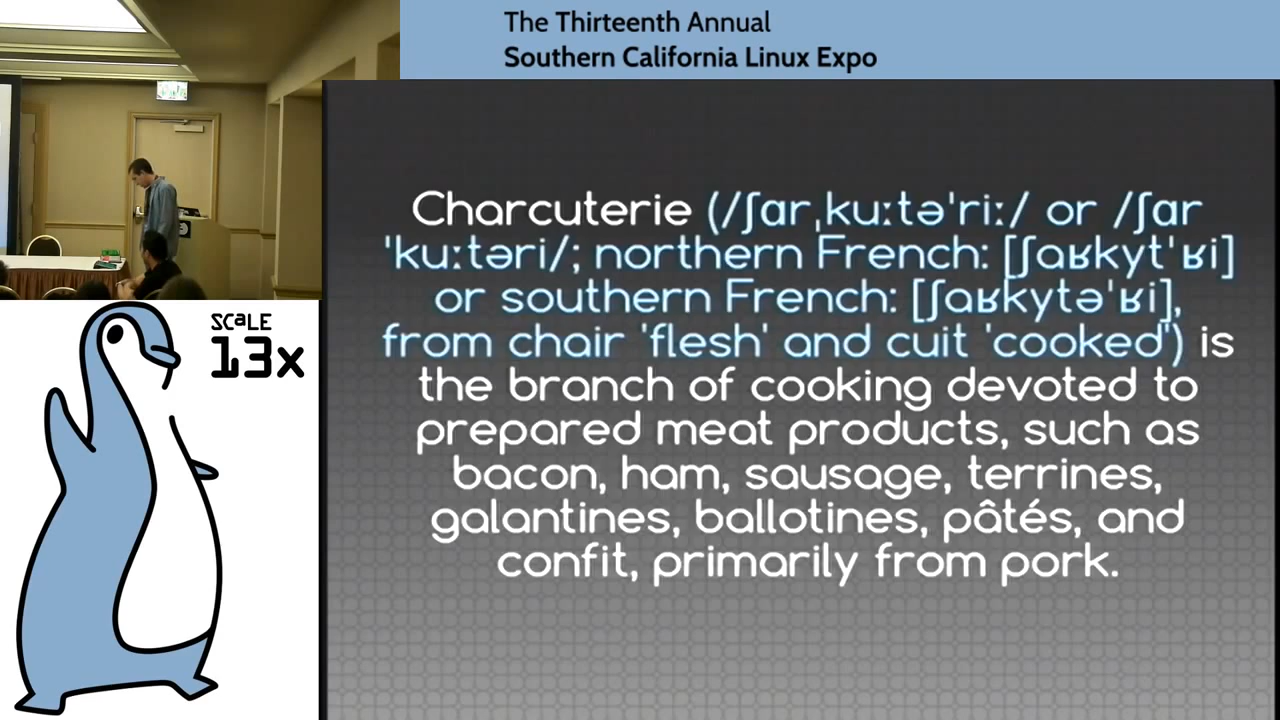 The Thirteenth Annual
Southern California Linux Expo
SCaLE
13x
Charcuterie (/ʃɑrˌkuːtəˈriː/ or /ʃɑr
ˈkuːtəri/; northern French: [ʃaʁkytˈʁi]
or southern French: [ʃaʁkytəˈʁi],
from chair 'flesh' and cuit 'cooked') is
the branch of cooking devoted to
prepared meat products, such as
bacon, ham, sausage, terrines,
galantines, ballotines, pâtés, and
confit, primarily from pork.